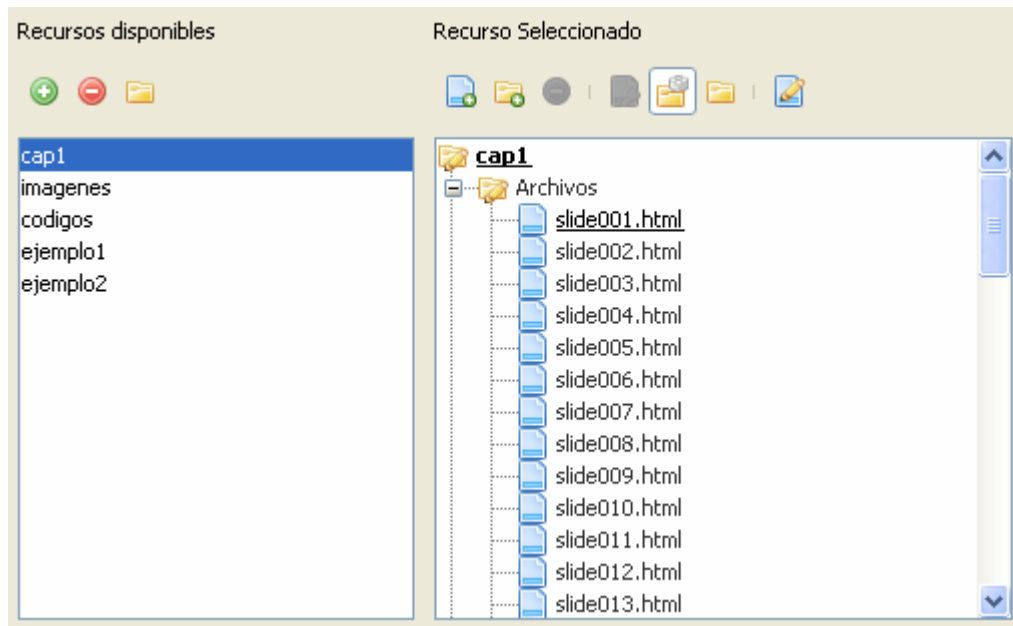 Recursos disponibles
Recurso Seleccionado
cap1
imagenes
codigos
ejemplo1
ejemplo2
cap1
Archivos
slide001.html
slide002.html
slide003.html
slide004.html
slide005.html
slide006.html
slide007.html
slide008.html
slide009.html
slide010.html
slide011.html
slide012.html
slide013.html